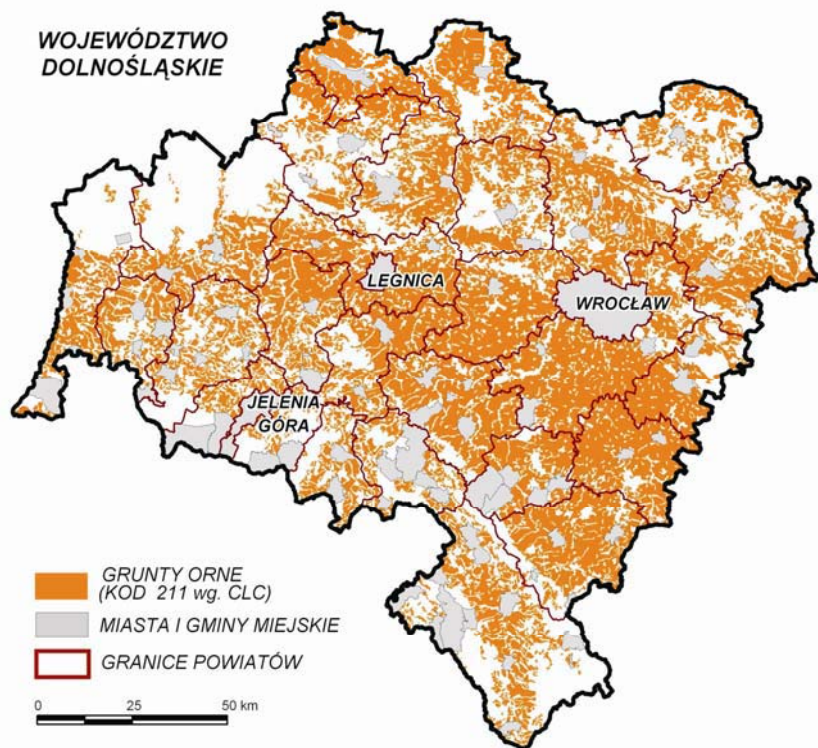 WOJEWÓDZTWO
DOLNOŚLĄSKIE
LEGNICA
WROCŁAW
JELENIA
GÓRA
GRUNTY ORNE
(KOD 211 wg. CLC)
MIASTA I GMINY MIEJSKIE
GRANICE POWIATÓW
0 25 50 km